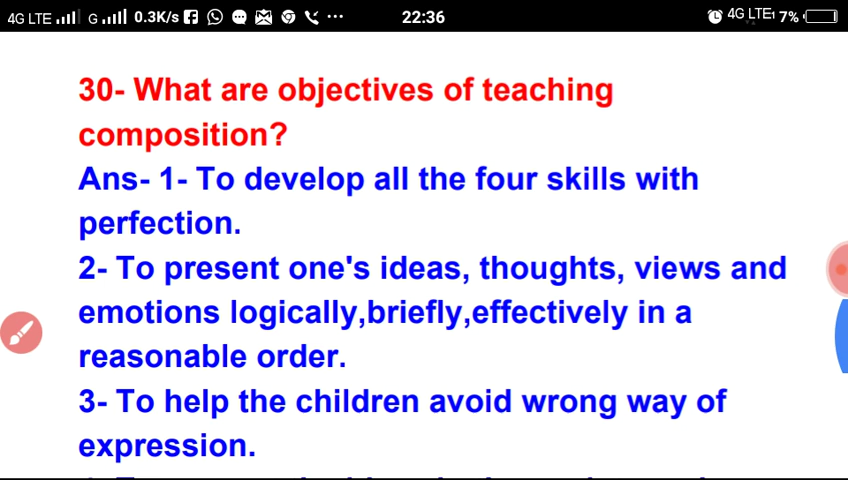 4G LTE G 0.3K/s 22:36 4G LTE 7%
30- What are objectives of teaching
composition?
Ans- 1- To develop all the four skills with
perfection.
2- To present one's ideas, thoughts, views and
emotions logically,briefly,effectively in a
reasonable order.
3- To help the children avoid wrong way of
expression.